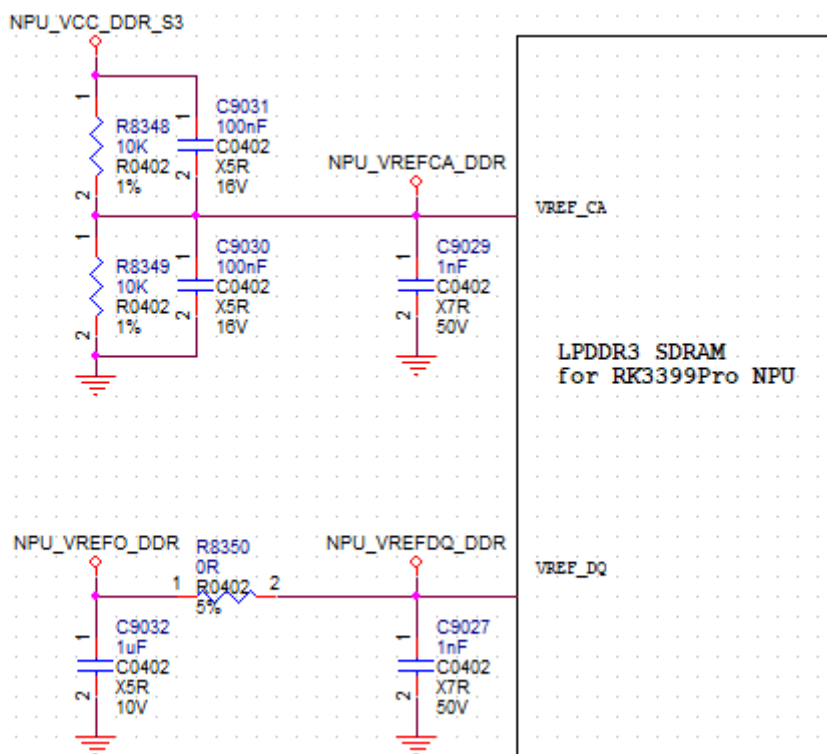 NPU_VCC_DDR_S3
1
R8348
10K
R0402
1%
2
1
C9031
100nF
C0402
X5R
16V
2
NPU_VREFCA_DDR
VREF_CA
1
R8349
10K
R0402
1%
2
1
C9030
100nF
C0402
X5R
16V
2
1
C9029
1nF
C0402
X7R
50V
2
LPDDR3 SDRAM
for RK3399Pro NPU
NPU_VREFO_DDR
R8350
0R
1 R0402 2
5%
NPU_VREFDQ_DDR
VREF_DQ
1
C9032
1uF
C0402
X5R
10V
2
1
C9027
1nF
C0402
X7R
50V
2